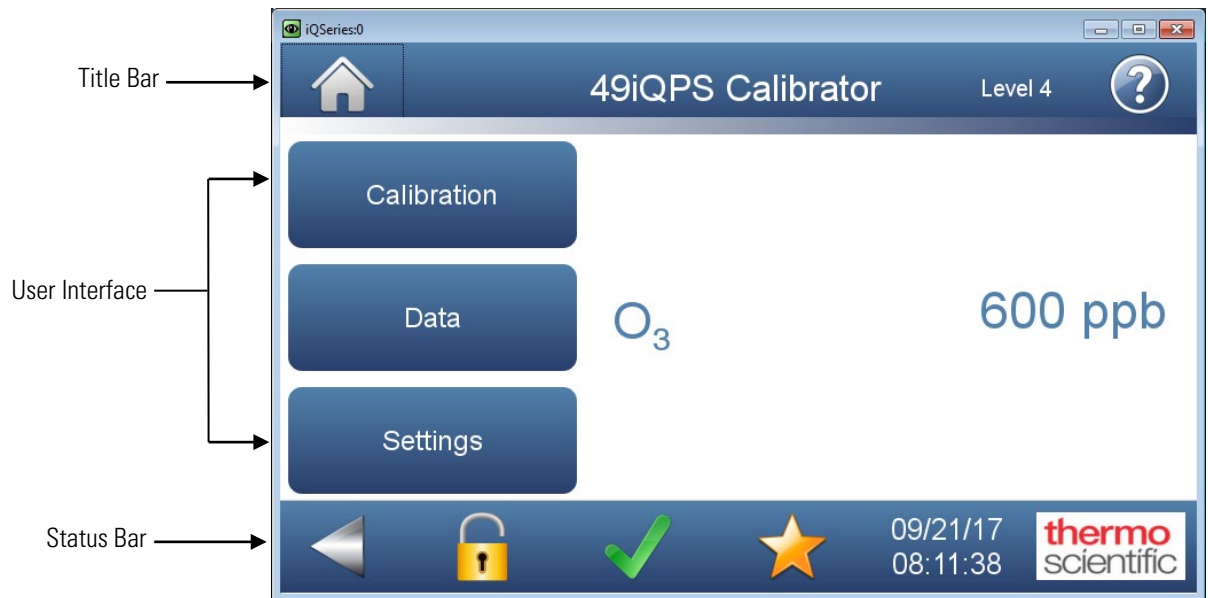 iQSeries:0
Title Bar
49iQPS Calibrator
Level 4
?
Calibration
User Interface
Data
O₃
600 ppb
Settings
Status Bar
09/21/17
08:11:38
thermo
scientific